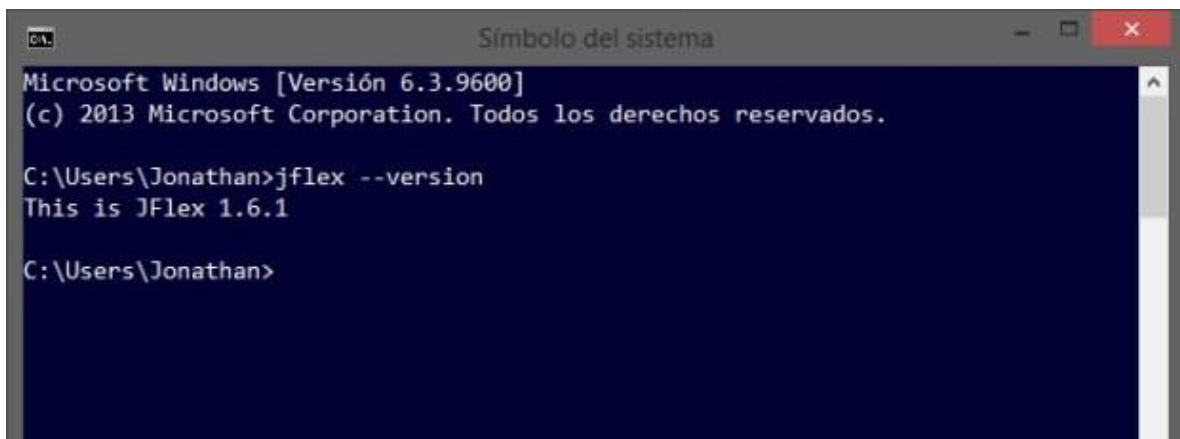 Símbolo del sistema
Microsoft Windows [Versión 6.3.9600]
(c) 2013 Microsoft Corporation. Todos los derechos reservados.
C:\Users\Jonathan>jflex --version
This is JFlex 1.6.1
C:\Users\Jonathan>